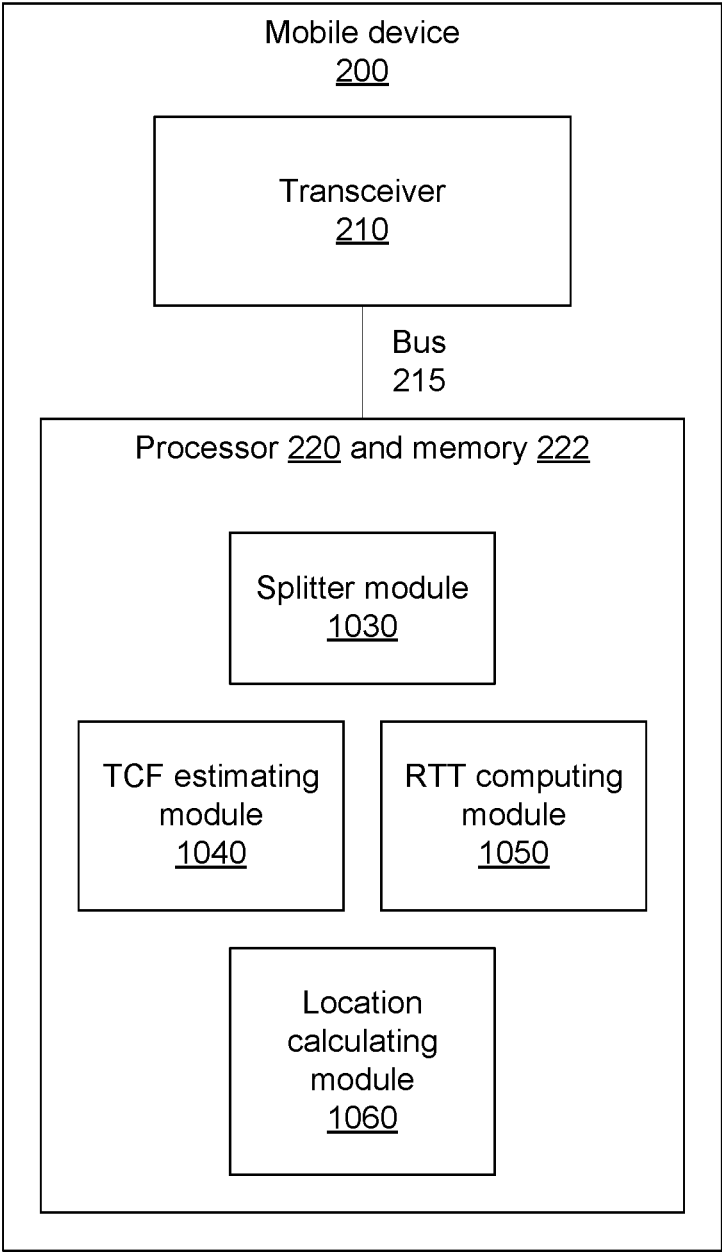 Mobile device
200
Transceiver
210
Bus
215
Processor 220 and memory 222
Splitter module
1030
TCF estimating
module
1040
RTT computing
module
1050
Location
calculating
module
1060